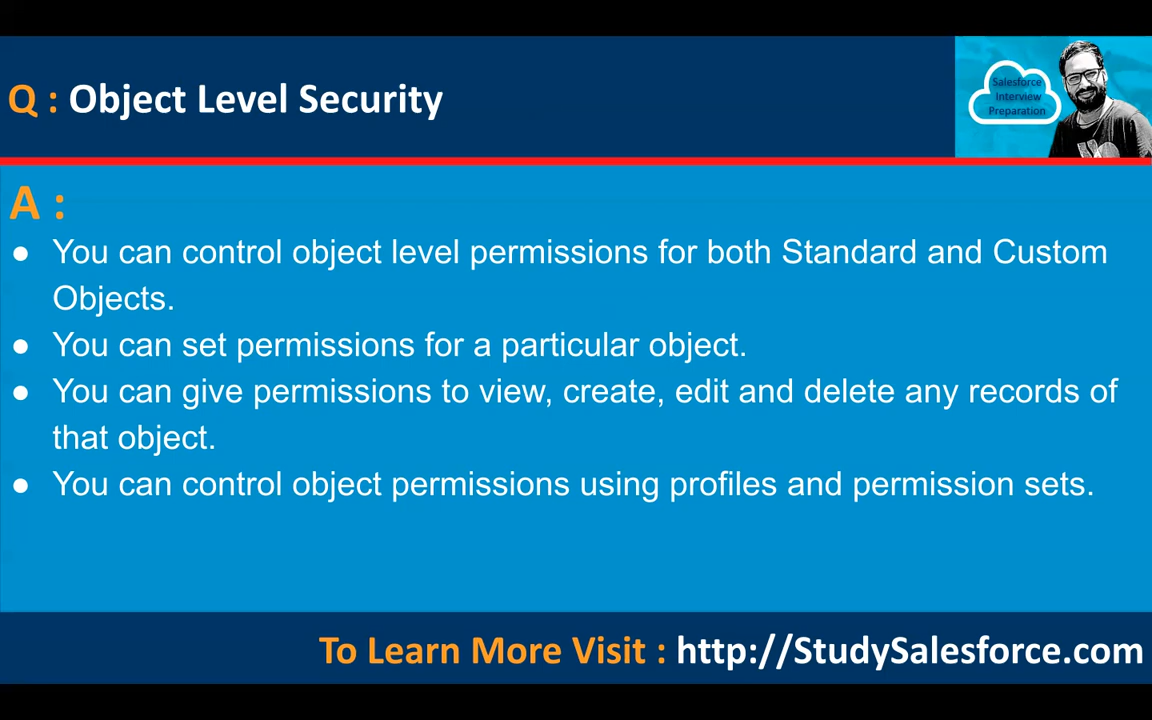 Q : Object Level Security
Salesforce
Interview
Preparation
A :
● You can control object level permissions for both Standard and Custom
Objects.
● You can set permissions for a particular object.
● You can give permissions to view, create, edit and delete any records of
that object.
● You can control object permissions using profiles and permission sets.
To Learn More Visit : http://StudySalesforce.com